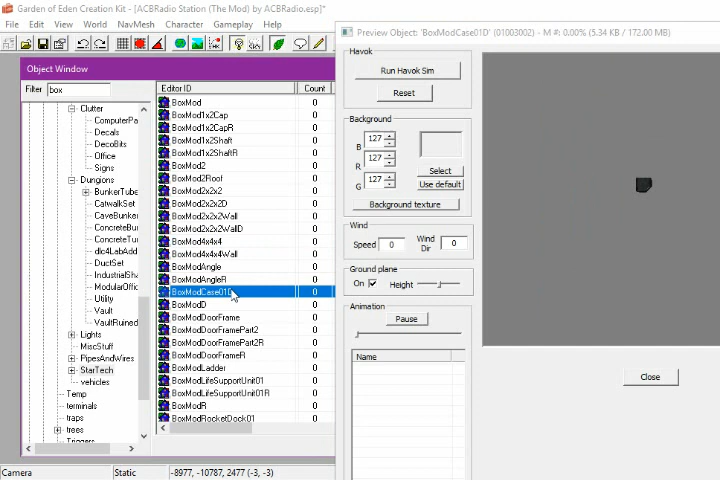 Garden of Eden Creation Kit - [ACBRadio Station (The Mod) by ACBRadio.esp]*
File Edit View World NavMesh Character Gameplay Help
Object Window
Filter box
Clutter
ComputerPa
Decals
DecoBits
Office
Signs
Dungions
BunkerTube
CatwalkSet
CaveBunker
ConcreteBu
ConcreteTu
dlc4LabAdd
DuctSet
IndustrialSha
ModularOffic
Utility
Vault
VaultRuined
Lights
MiscStuff
PipesAndWires
StarTech
vehicles
Temp
terminals
traps
trees
Triggers
Editor ID Count
BoxMod 0
BoxMod1x2Cap 0
BoxMod1x2CapR 0
BoxMod1x2Shaft 0
BoxMod1x2ShaftR 0
BoxMod2 0
BoxMod2Roof 0
BoxMod2x2x2 0
BoxMod2x2x2D 0
BoxMod2x2x2Wall 0
BoxMod2x2x2WallD 0
BoxMod4x4x4 0
BoxMod4x4x4Wall 0
BoxModAngle 0
BoxModAngleR 0
BoxModCase01D 0
BoxModD 0
BoxModDoorFrame 0
BoxModDoorFramePart2 0
BoxModDoorFramePart2R 0
BoxModDoorFrameR 0
BoxModLadder 0
BoxModLifeSupportUnit01 0
BoxModLifeSupportUnit01R 0
BoxModR 0
BoxModRocketDock01 0
Preview Object: 'BoxModCase01D' (01003002) - M #: 0.00% (5.34 KB / 172.00 MB)
Havok
Run Havok Sim
Reset
Background
B 127
R 127
G 127
Select
Use default
Background texture
Wind
Speed 0 Wind Dir 0
Ground plane
On Height
Animation
Pause
Name
Close
Camera Static -8977, -10787, 2477 (-3, -3)